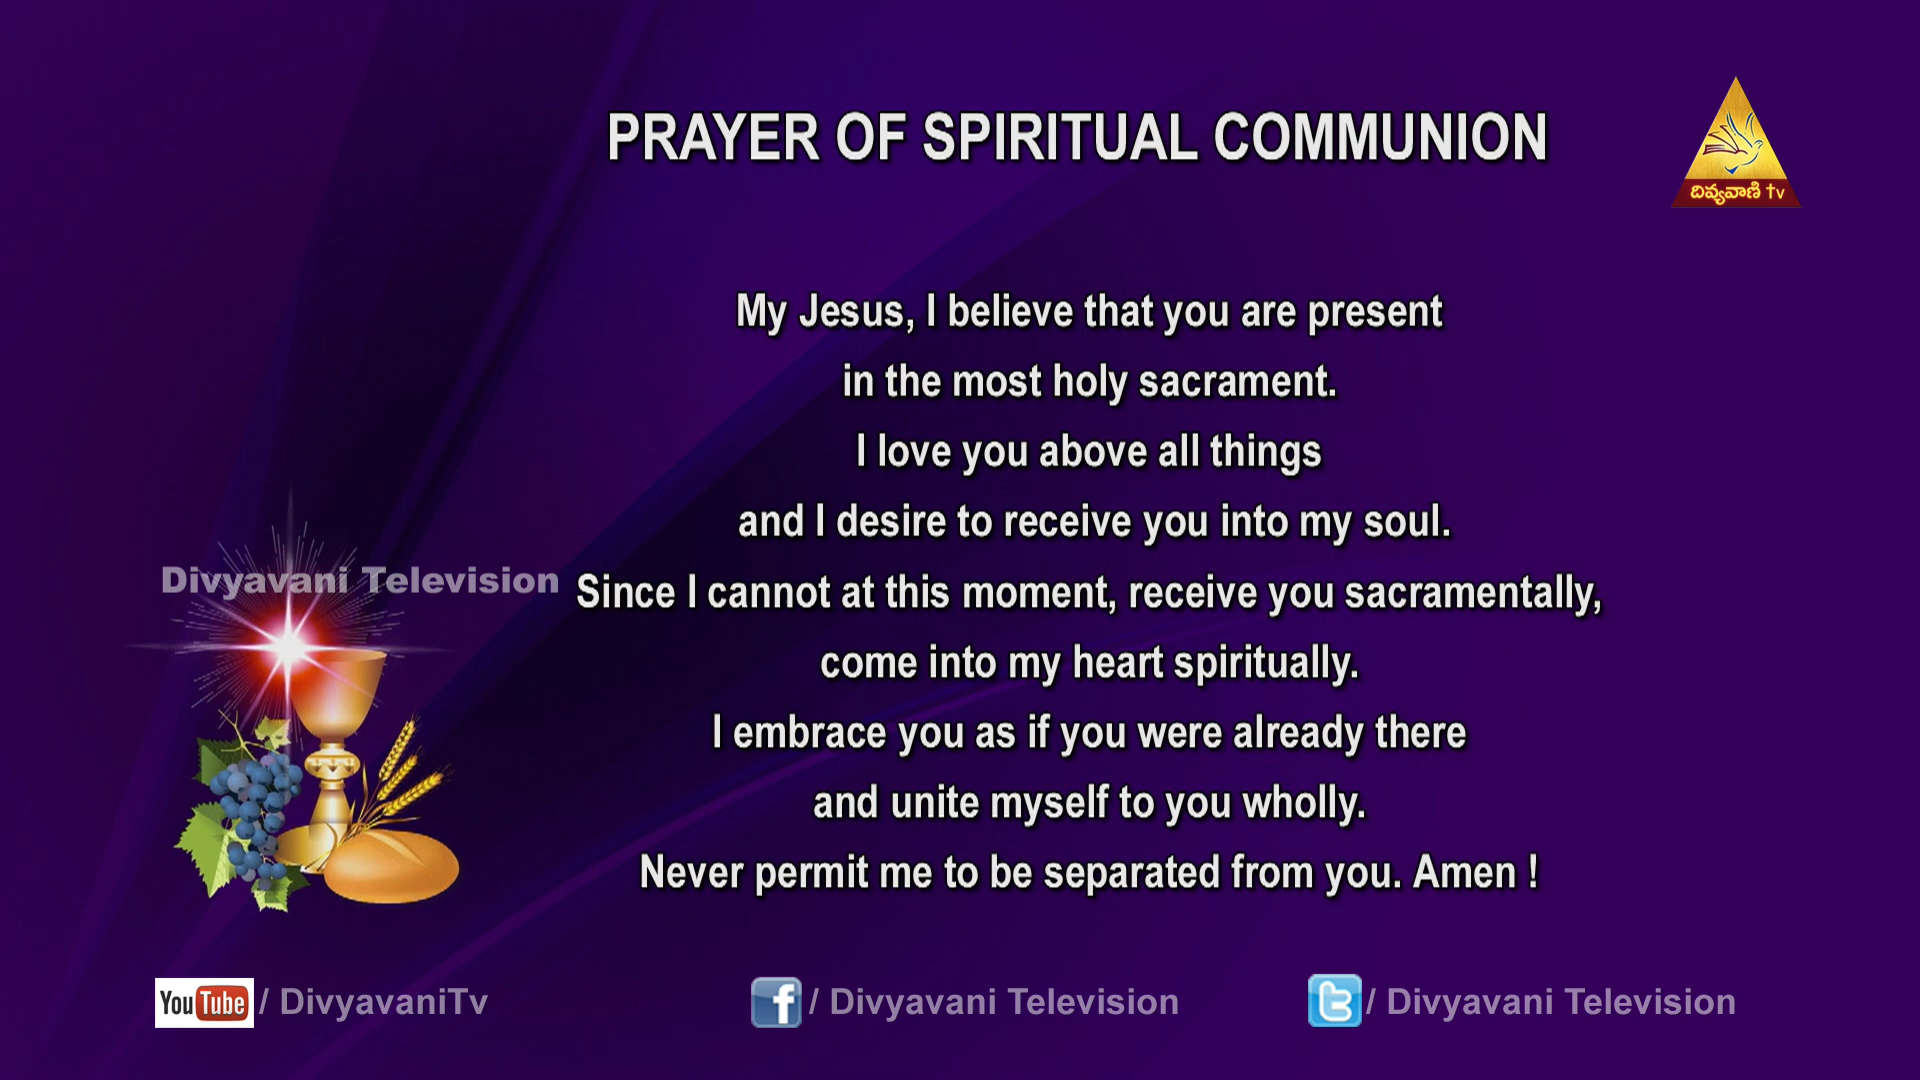 PRAYER OF SPIRITUAL COMMUNION
దివ్యవాణి tv
My Jesus, I believe that you are present
in the most holy sacrament.
I love you above all things
and I desire to receive you into my soul.
Divyavani Television
Since I cannot at this moment, receive you sacramentally,
come into my heart spiritually.
I embrace you as if you were already there
and unite myself to you wholly.
Never permit me to be separated from you. Amen !
YouTube / DivyavaniTv
f / Divyavani Television
t / Divyavani Television